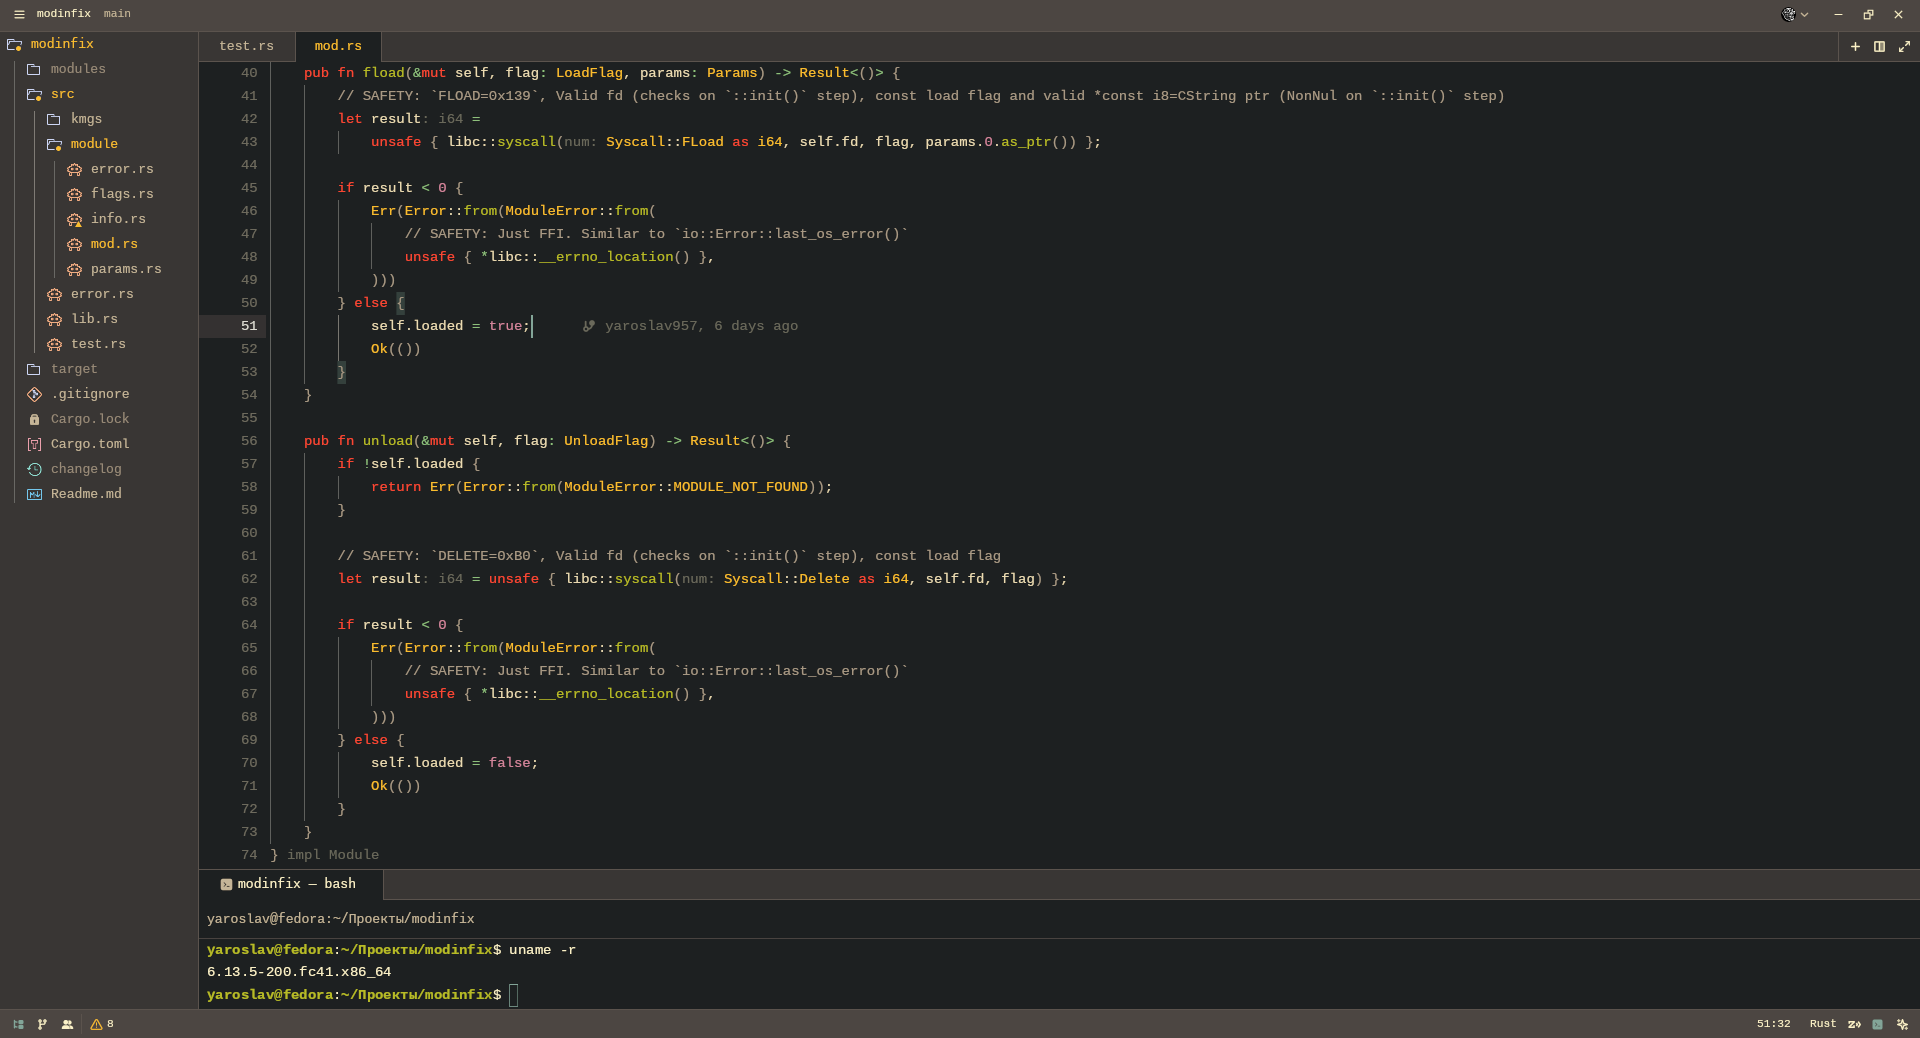 modinfix main
modinfix
modules
src
kmgs
module
error.rs
flags.rs
info.rs
mod.rs
params.rs
error.rs
lib.rs
test.rs
target
.gitignore
Cargo.lock
Cargo.toml
changelog
Readme.md
test.rs mod.rs
40 pub fn fload(&mut self, flag: LoadFlag, params: Params) -> Result<()> {
41 // SAFETY: `FLOAD=0x139`, Valid fd (checks on `::init()` step), const load flag and valid *const i8=CString ptr (NonNul on `::init()` step)
42 let result: i64 =
43 unsafe { libc::syscall(num: Syscall::FLoad as i64, self.fd, flag, params.0.as_ptr()) };
44
45 if result < 0 {
46 Err(Error::from(ModuleError::from(
47 // SAFETY: Just FFI. Similar to `io::Error::last_os_error()`
48 unsafe { *libc::__errno_location() },
49 )))
50 } else {
51 self.loaded = true; yaroslav957, 6 days ago
52 Ok(())
53 }
54 }
55
56 pub fn unload(&mut self, flag: UnloadFlag) -> Result<()> {
57 if !self.loaded {
58 return Err(Error::from(ModuleError::MODULE_NOT_FOUND));
59 }
60
61 // SAFETY: `DELETE=0xB0`, Valid fd (checks on `::init()` step), const load flag
62 let result: i64 = unsafe { libc::syscall(num: Syscall::Delete as i64, self.fd, flag) };
63
64 if result < 0 {
65 Err(Error::from(ModuleError::from(
66 // SAFETY: Just FFI. Similar to `io::Error::last_os_error()`
67 unsafe { *libc::__errno_location() },
68 )))
69 } else {
70 self.loaded = false;
71 Ok(())
72 }
73 }
74 } impl Module
modinfix — bash
yaroslav@fedora:~/Проекты/modinfix
yaroslav@fedora:~/Проекты/modinfix$ uname -r
6.13.5-200.fc41.x86_64
yaroslav@fedora:~/Проекты/modinfix$
8 51:32 Rust